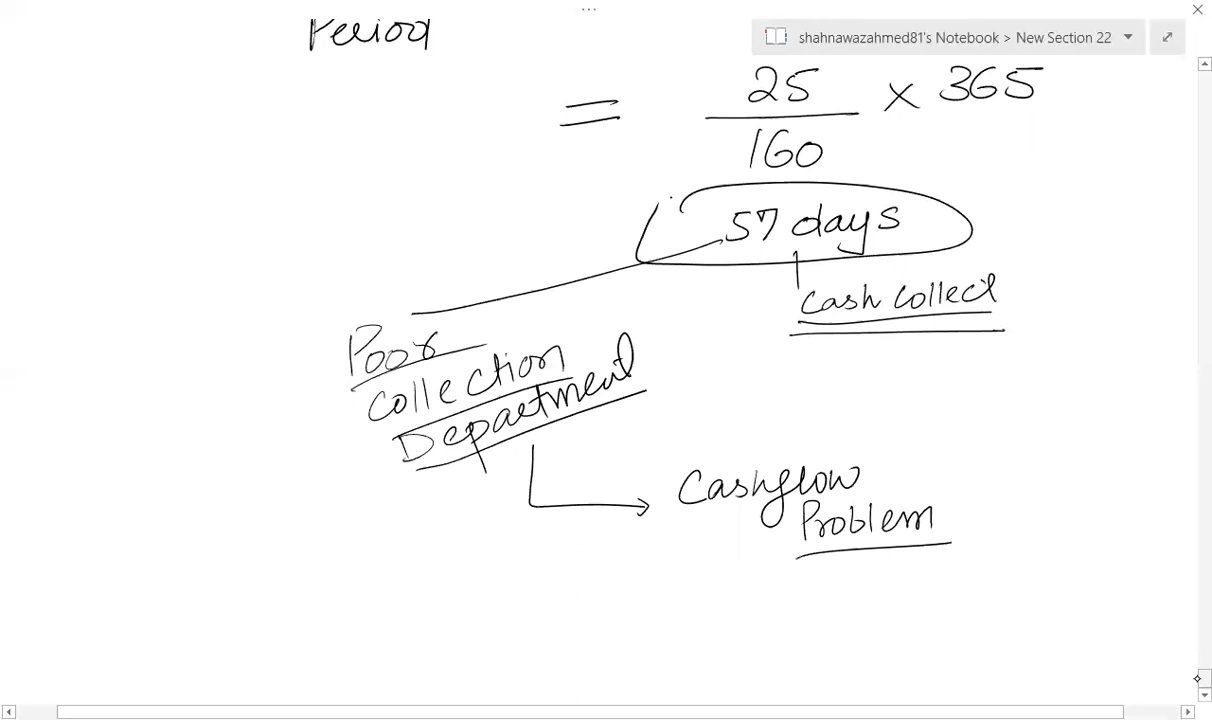 Period
shahnawazahmed81's Notebook > New Section 22
= 25/160 × 365
57 days
cash collect
Poor
collection
Department
Cashflow
Problem